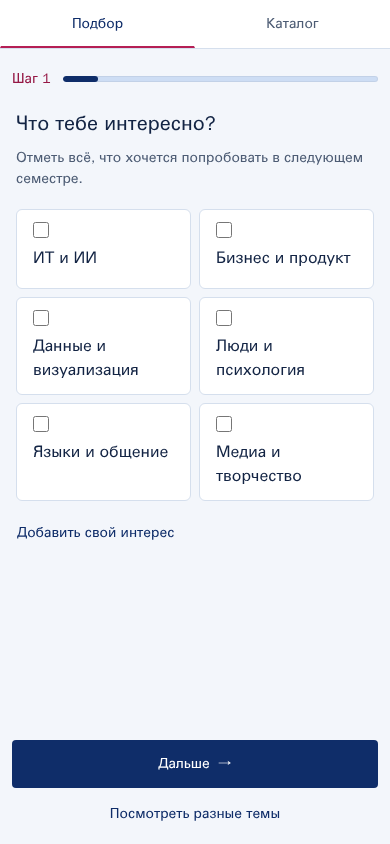 Подбор
Каталог
Шаг 1
Что тебе интересно?
Отметь всё, что хочется попробовать в следующем
семестре.
ИТ и ИИ
Бизнес и продукт
Данные и
визуализация
Люди и
психология
Языки и общение
Медиа и
творчество
Добавить свой интерес
Дальше →
Посмотреть разные темы